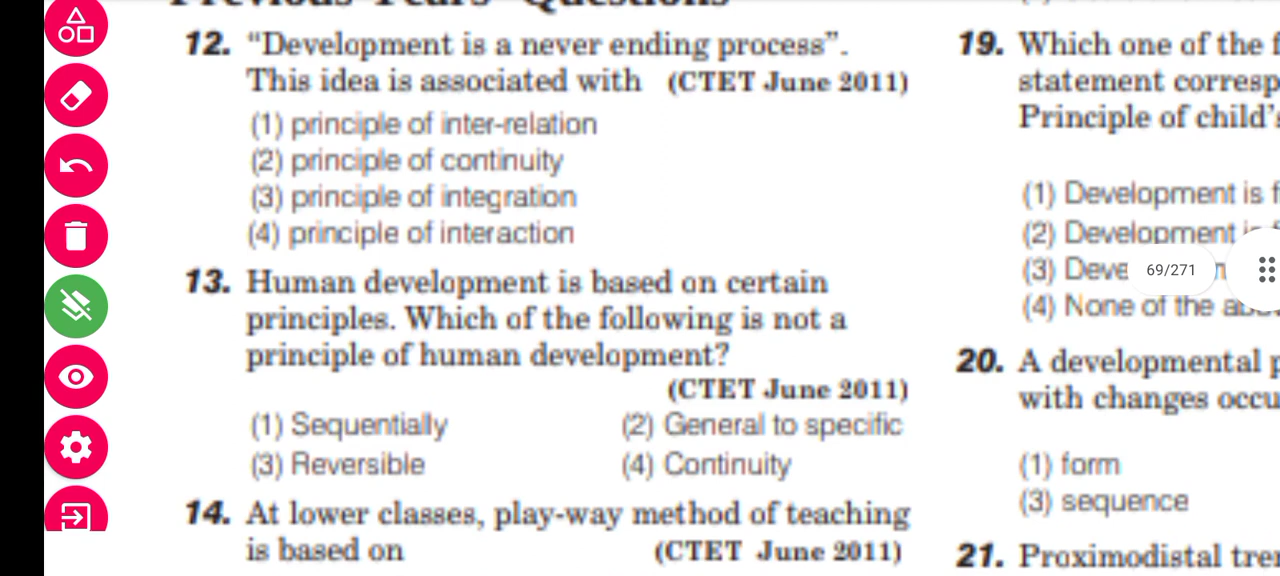 Previous Years' Questions
12. “Development is a never ending process”.
This idea is associated with (CTET June 2011)
(1) principle of inter-relation
(2) principle of continuity
(3) principle of integration
(4) principle of interaction
13. Human development is based on certain
principles. Which of the following is not a
principle of human development?
(CTET June 2011)
(1) Sequentially (2) General to specific
(3) Reversible (4) Continuity
14. At lower classes, play-way method of teaching
is based on (CTET June 2011)
19. Which one of the
statement
Principle of child's
(1) Development is
(2) Development
(3)
(4) None of the
69/271
20. A developmental
with changes
(1) form
(3) sequence
21. Proximodistal